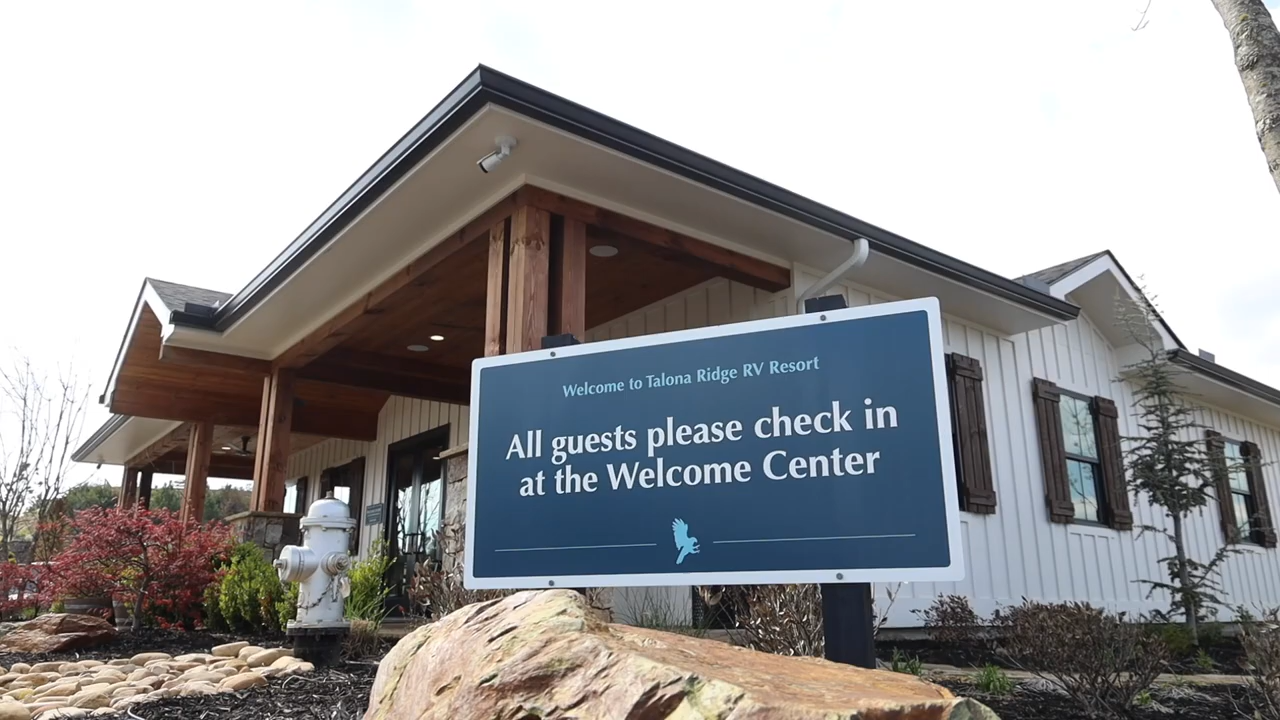 Welcome to Talona Ridge RV Resort
All guests please check in
at the Welcome Center